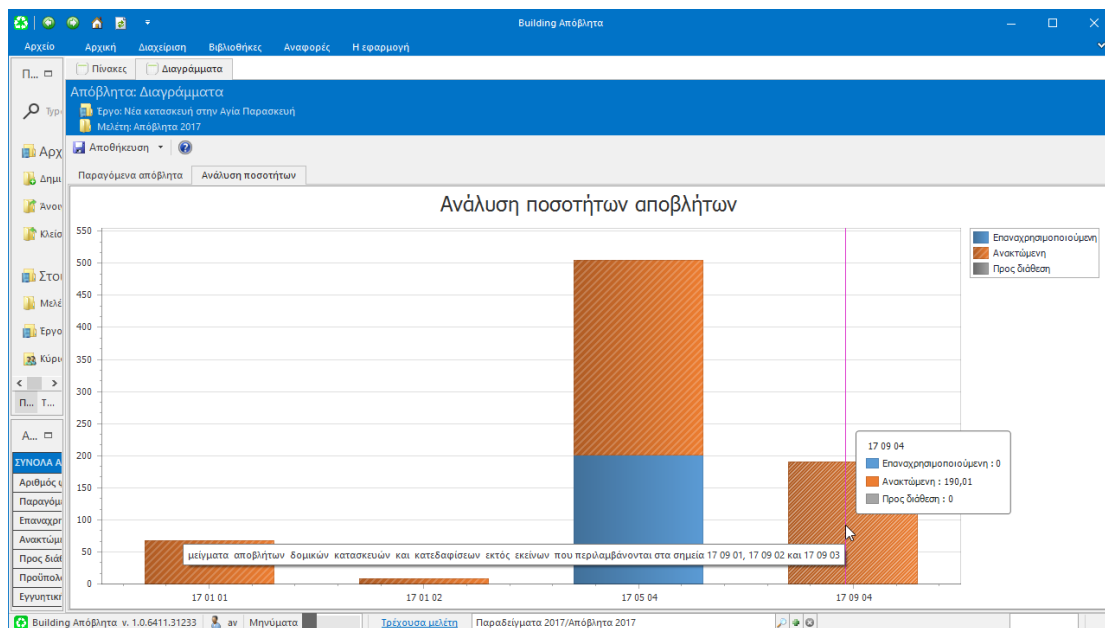 Building Απόβλητα
Αρχείο Αρχική Διαχείριση Βιβλιοθήκες Αναφορές Η εφαρμογή
Π... Πίνακες Διαγράμματα
Απόβλητα: Διαγράμματα
Έργο: Νέα κατασκευή στην Αγία Παρασκευή
Μελέτη: Απόβλητα 2017
Αποθήκευση
Παραγόμενα απόβλητα Ανάλυση ποσοτήτων
Ανάλυση ποσοτήτων αποβλήτων
550
500
450
400
350
300
250
200
150
100
50
0
17 01 01 17 01 02 17 05 04 17 09 04
Επαναχρησιμοποιούμενη
Ανακτώμενη
Προς διάθεση
17 09 04
Επαναχρησιμοποιούμενη : 0
Ανακτώμενη : 190,01
Προς διάθεση : 0
μείγματα αποβλήτων δομικών κατασκευών και κατεδαφίσεων εκτός εκείνων που περιλαμβάνονται στα σημεία 17 09 01, 17 09 02 και 17 09 03
Π... Τ...
Α...
ΣΥΝΟΛΑ Α
Αριθμός
Προς
Building Απόβλητα v. 1.0.6411.31233 av Μηνύματα Τρέχουσα μελέτη Παραδείγματα 2017/Απόβλητα 2017